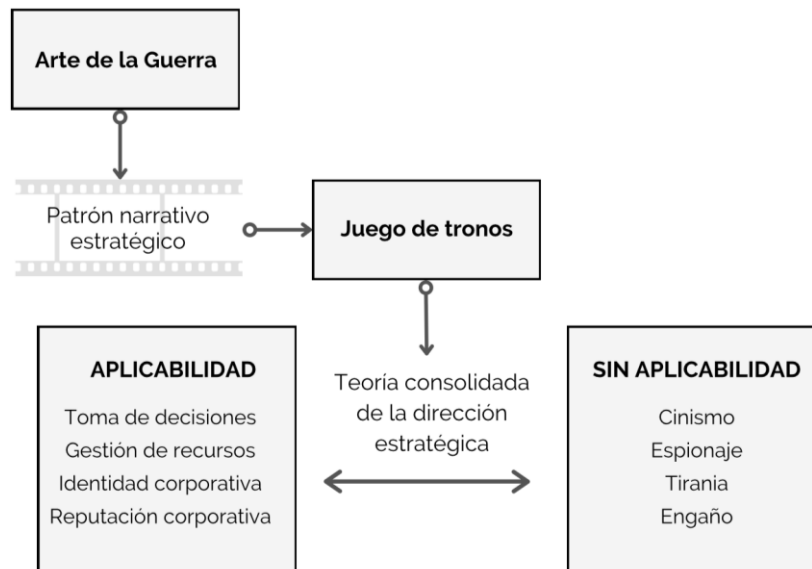 Arte de la Guerra
Patrón narrativo
estratégico
Juego de tronos
Teoría consolidada
de la dirección
estratégica
APLICABILIDAD
Toma de decisiones
Gestión de recursos
Identidad corporativa
Reputación corporativa
SIN APLICABILIDAD
Cinismo
Espionaje
Tirania
Engaño